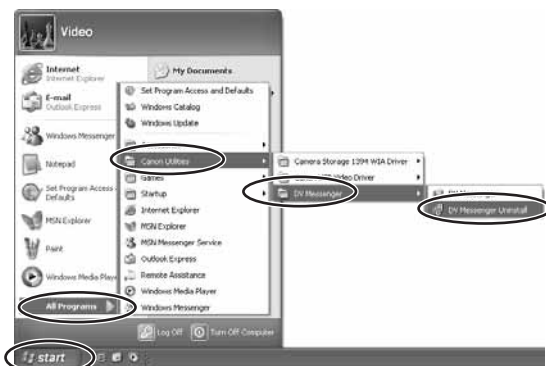 Video
Internet
Internet Explorer
E-mail
Outlook Express
Windows Messenger
Notepad
Set Program Access
Defaults
MSN Explorer
Paint
Windows Media Play
All Programs
My Documents
Set Program Access and Defaults
Windows Catalog
Windows Update
Canon Utilities
Games
Startup
Internet Explorer
MSN Explorer
MSN Messenger Service
Outlook Express
Remote Assistance
Windows Media Player
Windows Messenger
Camera Storage 139M WIA Driver
Video Driver
DV Messenger
DV Messenger Uninstall
Log Off
Turn Off Computer
start